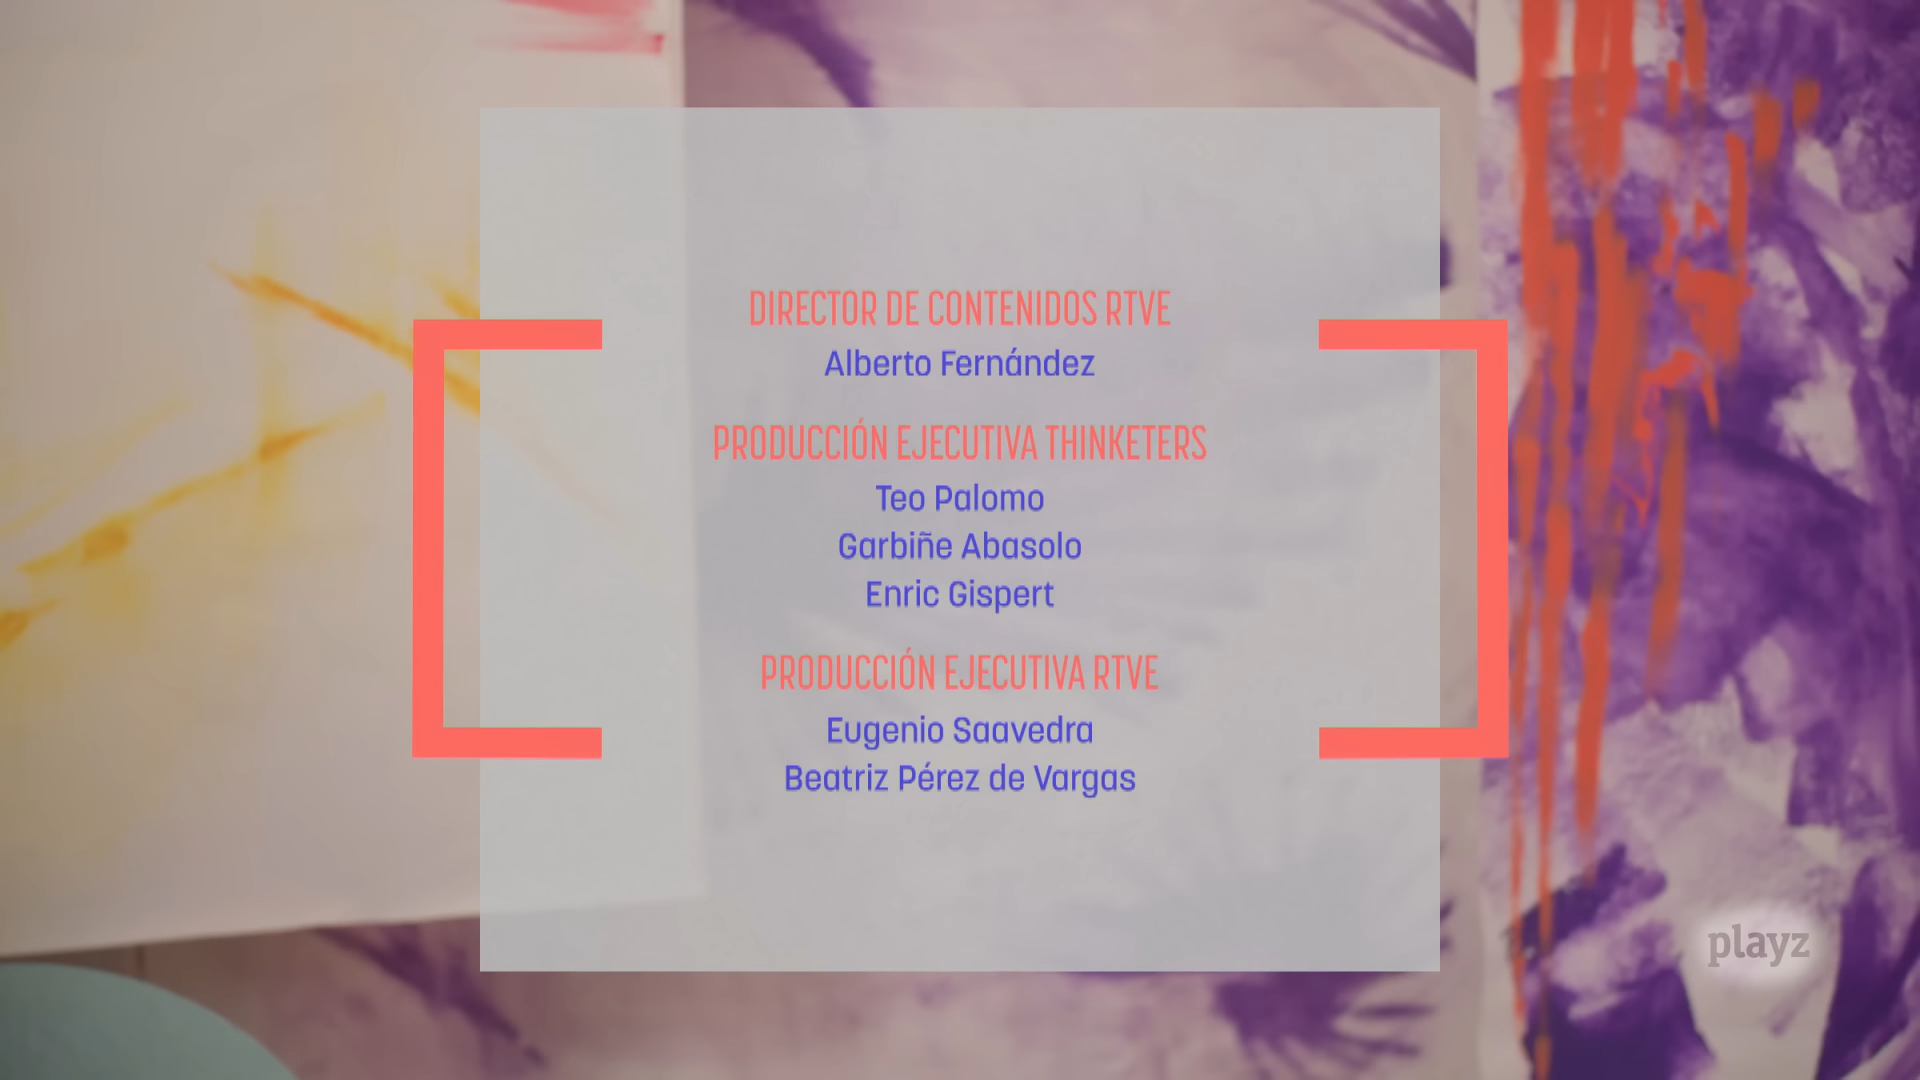 DIRECTOR DE CONTENIDOS RTVE
Alberto Fernández
PRODUCCIÓN EJECUTIVA THINKETERS
Teo Palomo
Garbiñe Abasolo
Enric Gispert
PRODUCCIÓN EJECUTIVA RTVE
Eugenio Saavedra
Beatriz Pérez de Vargas
playz